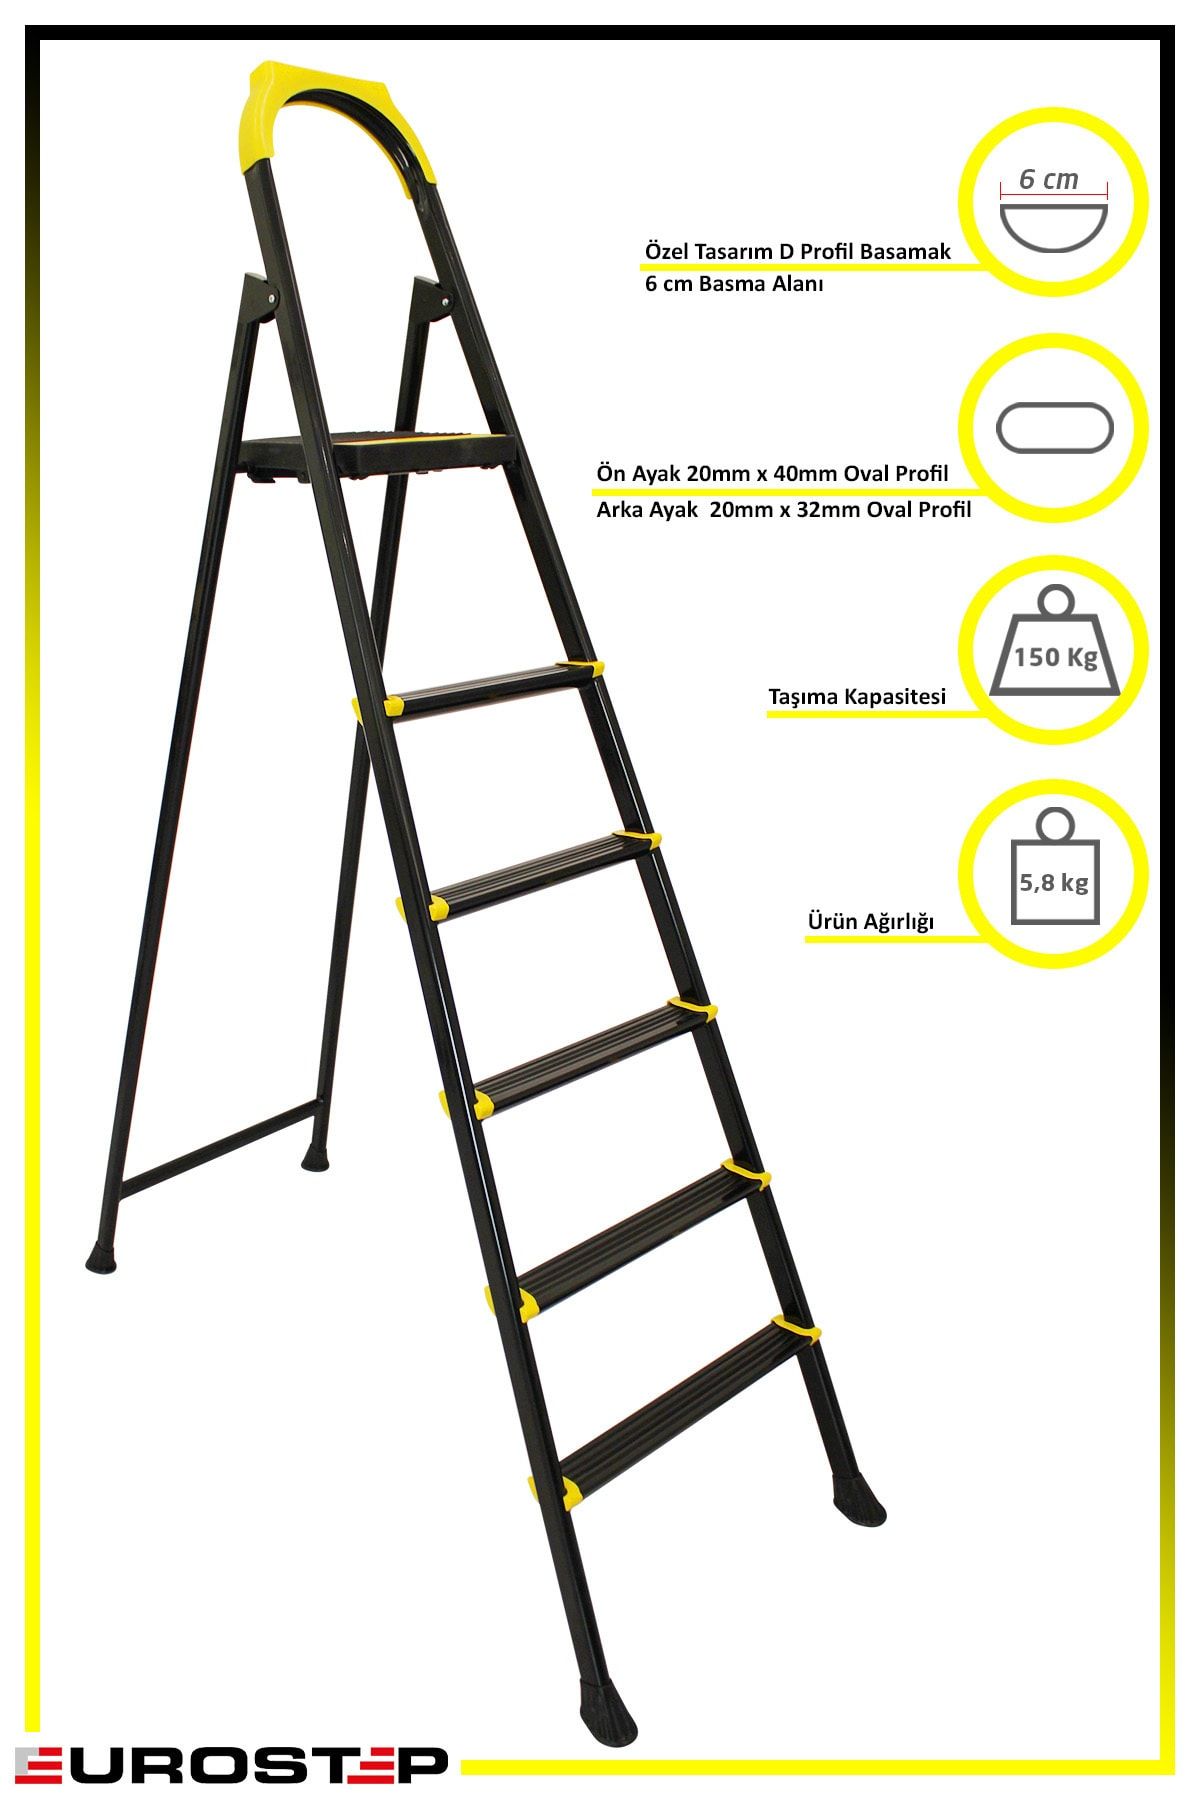 6 cm
Özel Tasarım D Profil Basamak
6 cm Basma Alanı
Ön Ayak 20mm x 40mm Oval Profil
Arka Ayak 20mm x 32mm Oval Profil
150 Kg
Taşıma Kapasitesi
5,8 kg
Ürün Ağırlığı
EUROSTEP